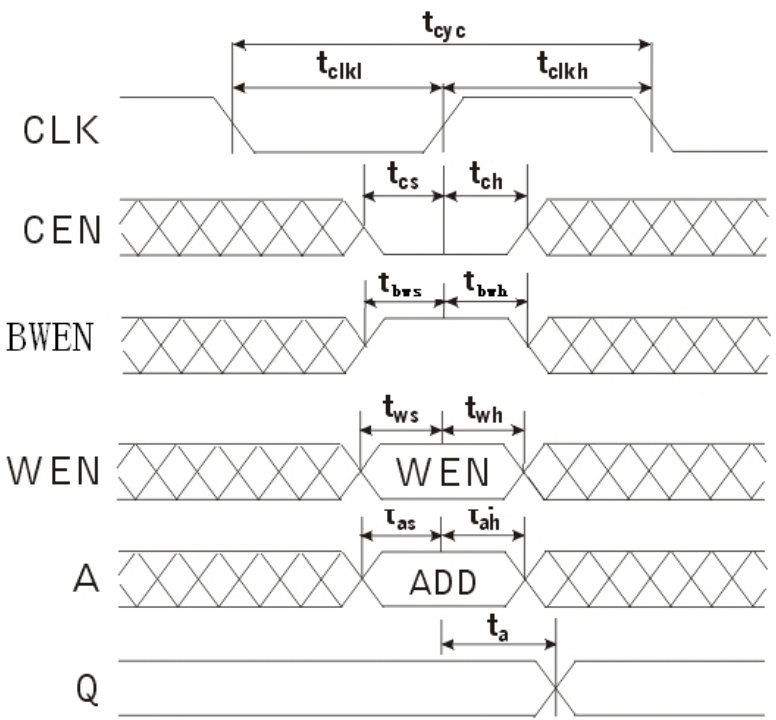 tcyc
tclkl tclkh
CLK
tcs tch
CEN
tbws tbwh
BWEN
tws twh
WEN WEN
τas τah
A ADD
ta
Q